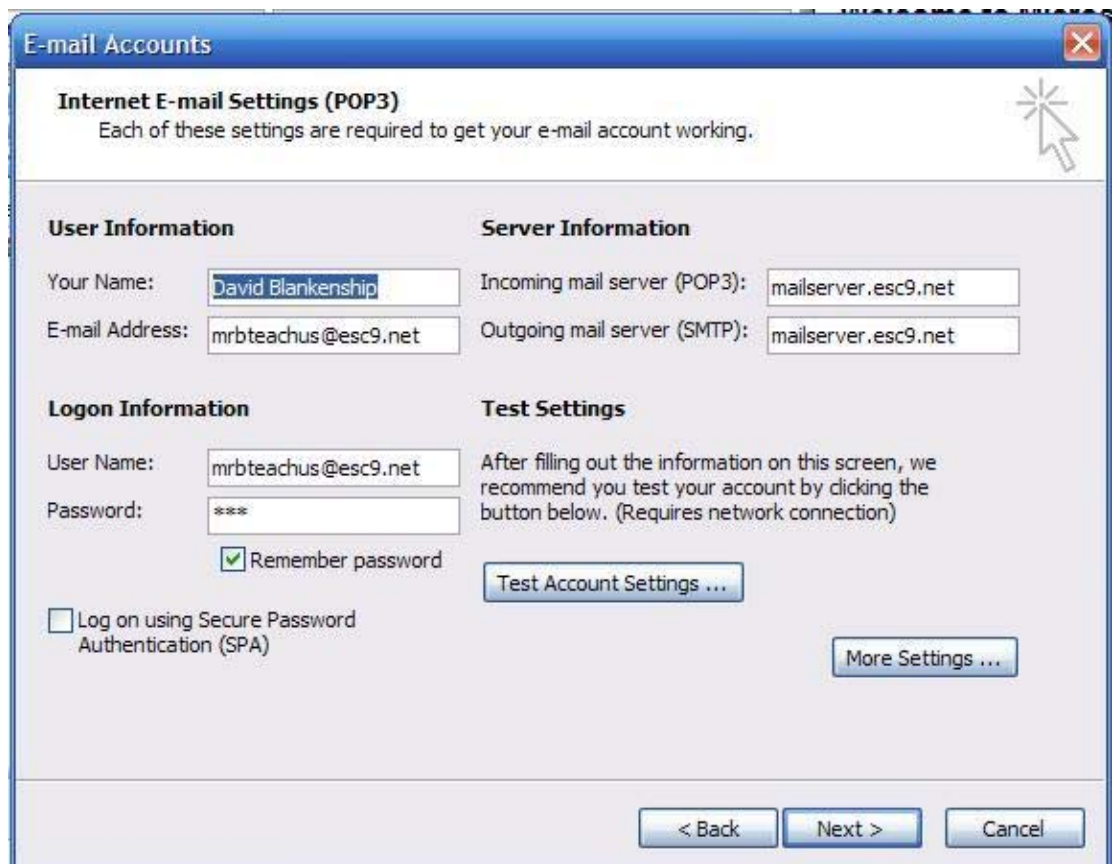 E-mail Accounts
Internet E-mail Settings (POP3)
Each of these settings are required to get your e-mail account working.
User Information
Your Name: David Blankenship
E-mail Address: mrbteachus@esc9.net
Server Information
Incoming mail server (POP3): mailserver.esc9.net
Outgoing mail server (SMTP): mailserver.esc9.net
Logon Information
User Name: mrbteachus@esc9.net
Password: ***
Remember password
Log on using Secure Password
Authentication (SPA)
Test Settings
After filling out the information on this screen, we
recommend you test your account by clicking the
button below. (Requires network connection)
Test Account Settings ...
More Settings ...
< Back
Next >
Cancel